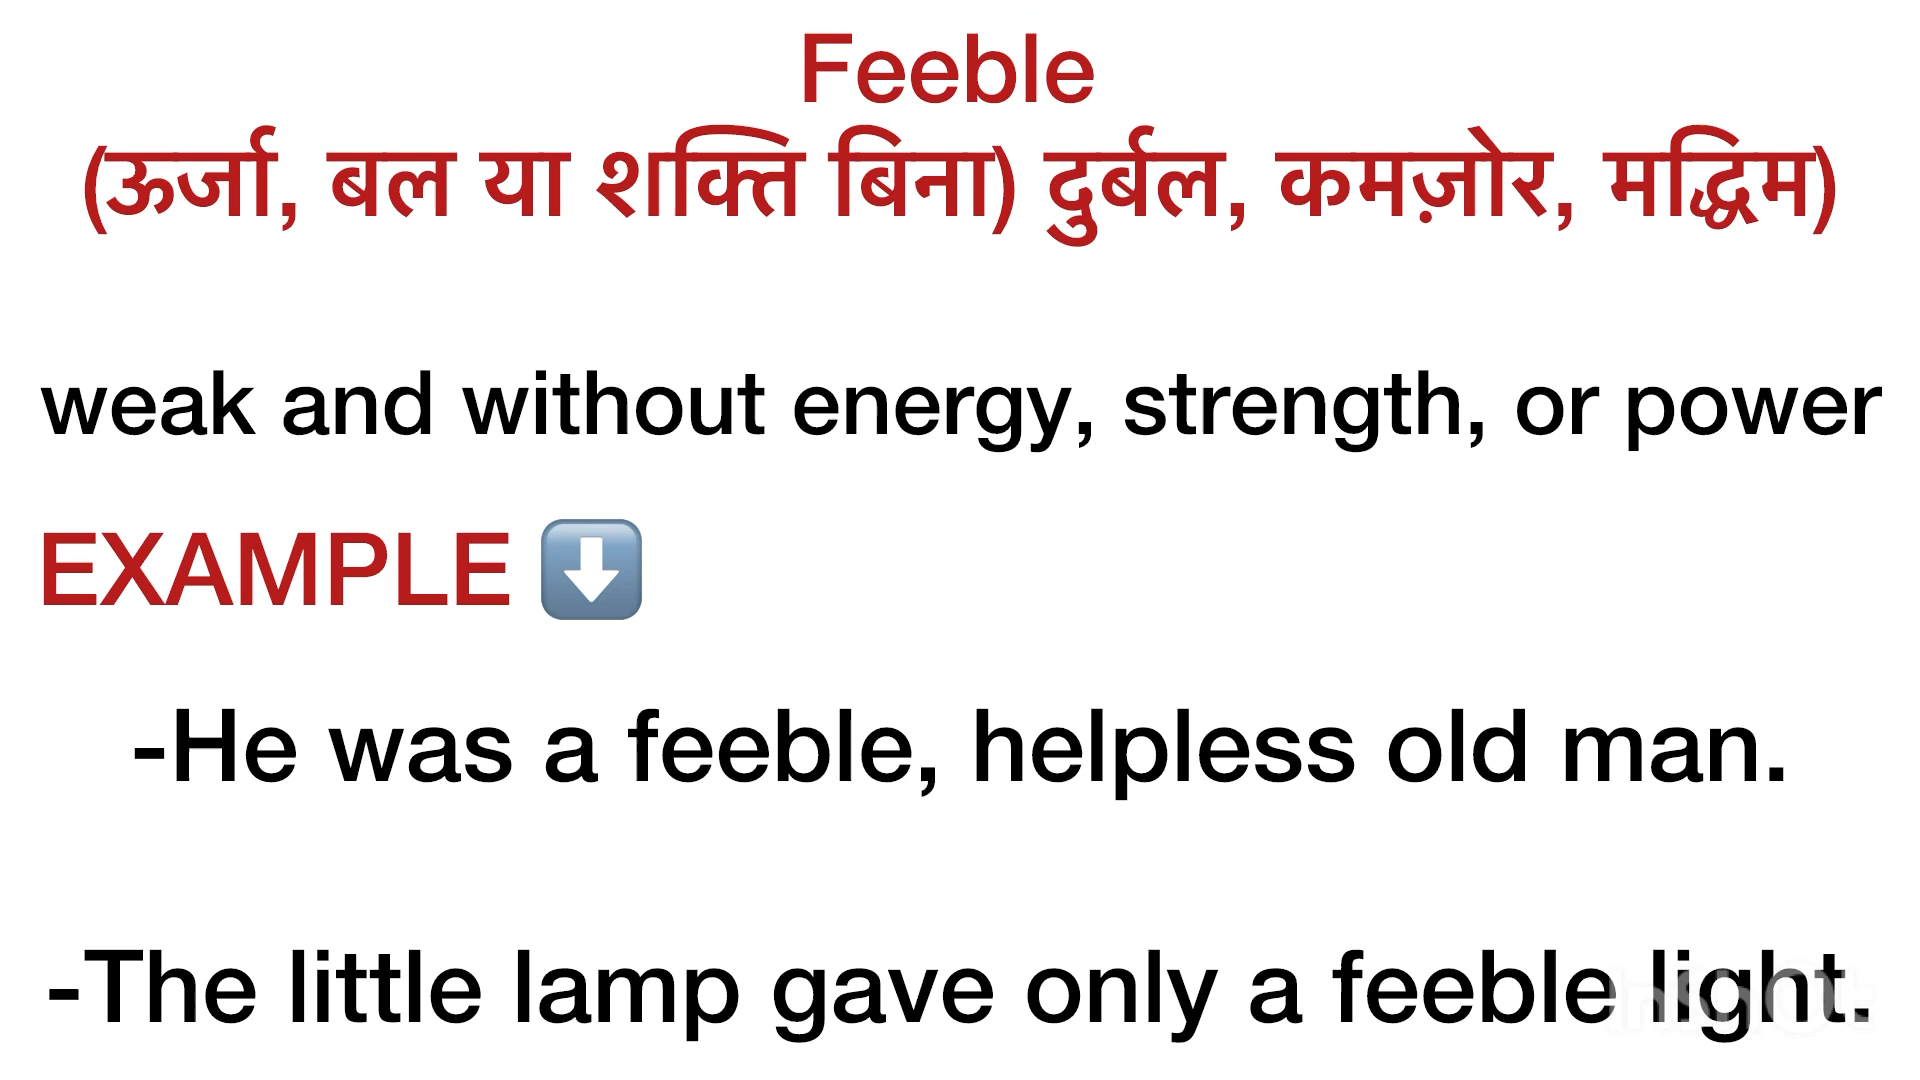 Feeble
(ऊर्जा, बल या शक्ति बिना) दुर्बल, कमज़ोर, मद्धिम)
weak and without energy, strength, or power
EXAMPLE ⬇️
-He was a feeble, helpless old man.
-The little lamp gave only a feeble light.
InShOt